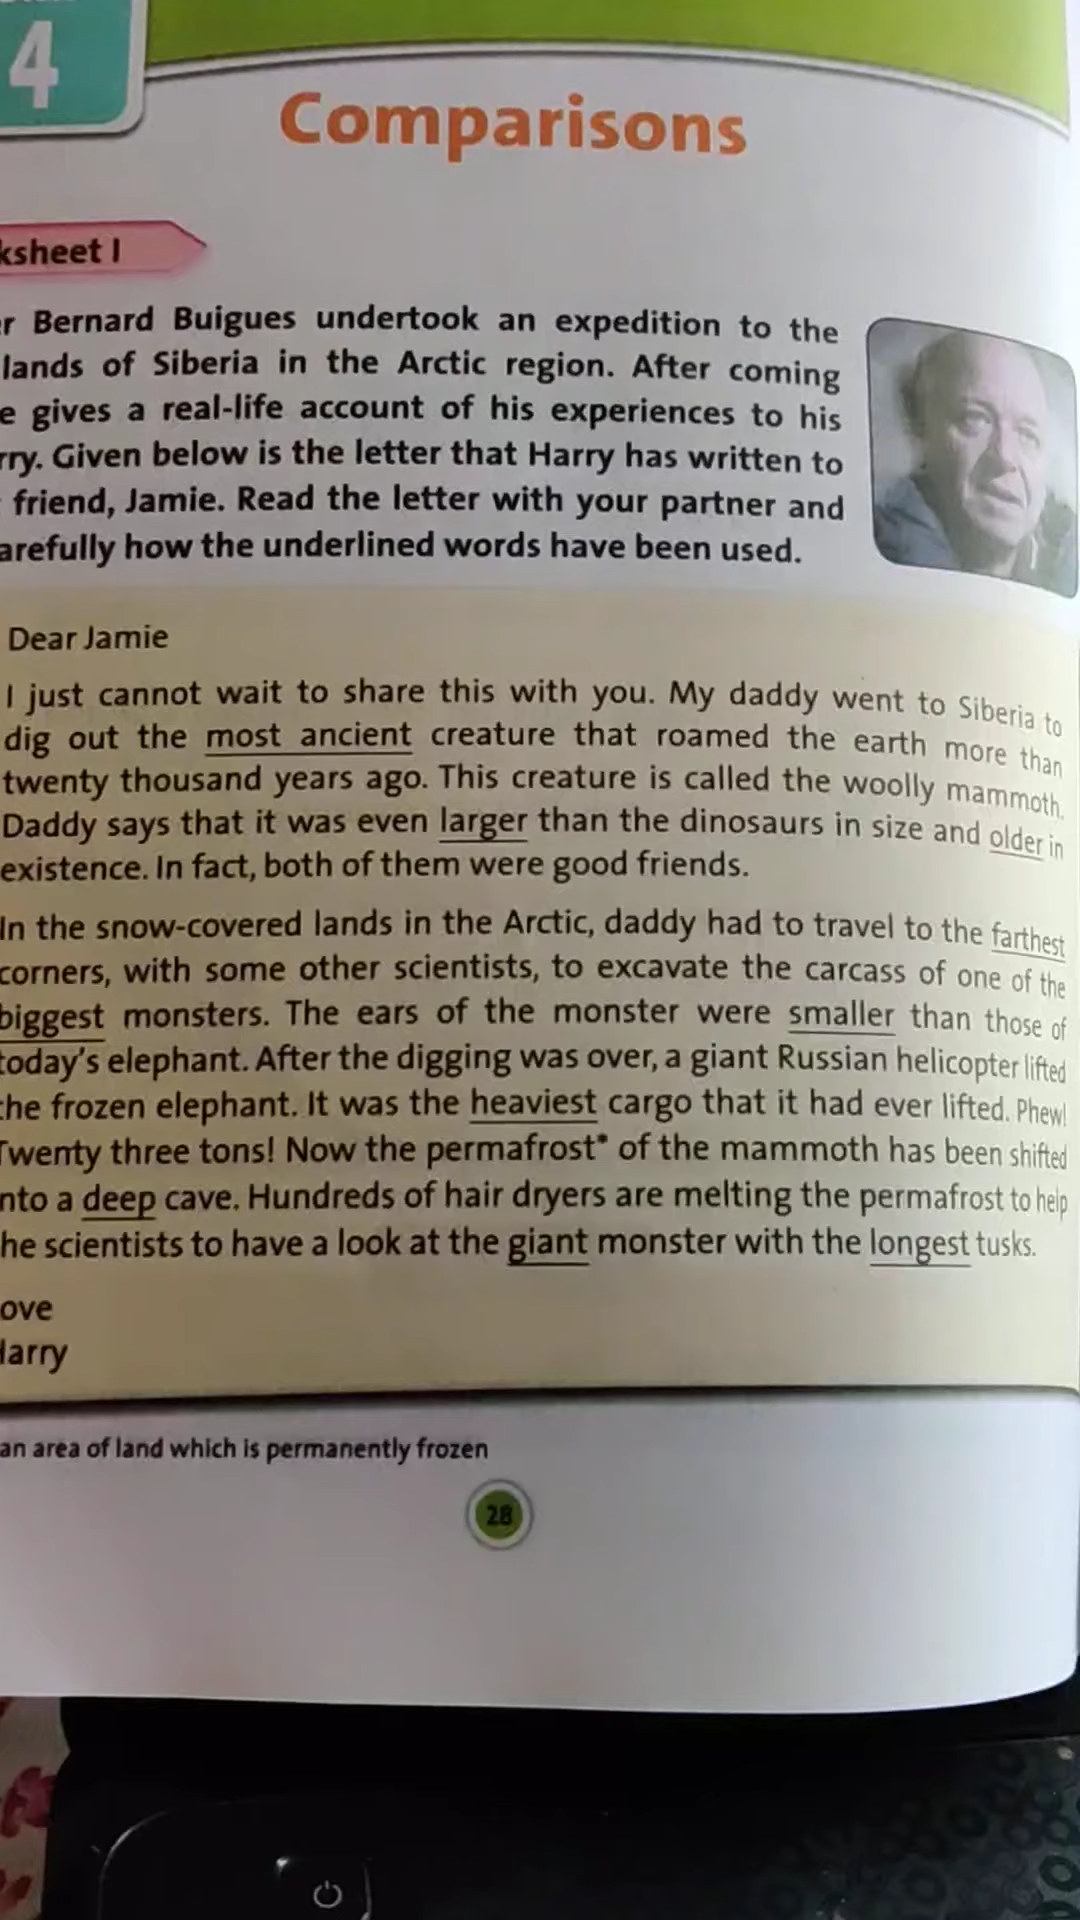 4
Comparisons
ksheet I
r Bernard Buigues undertook an expedition to the
lands of Siberia in the Arctic region. After coming
e gives a real-life account of his experiences to his
rry. Given below is the letter that Harry has written to
friend, Jamie. Read the letter with your partner and
arefully how the underlined words have been used.
Dear Jamie
I just cannot wait to share this with you. My daddy went to Siberia to
dig out the most ancient creature that roamed the earth more than
twenty thousand years ago. This creature is called the woolly mammoth.
Daddy says that it was even larger than the dinosaurs in size and older in
existence. In fact, both of them were good friends.
In the snow-covered lands in the Arctic, daddy had to travel to the farthest
corners, with some other scientists, to excavate the carcass of one of the
biggest monsters. The ears of the monster were smaller than those of
today's elephant. After the digging was over, a giant Russian helicopter lifted
the frozen elephant. It was the heaviest cargo that it had ever lifted. Phew!
Twenty three tons! Now the permafrost* of the mammoth has been shifted
nto a deep cave. Hundreds of hair dryers are melting the permafrost to help
he scientists to have a look at the giant monster with the longest tusks.
ove
Harry
an area of land which is permanently frozen
28